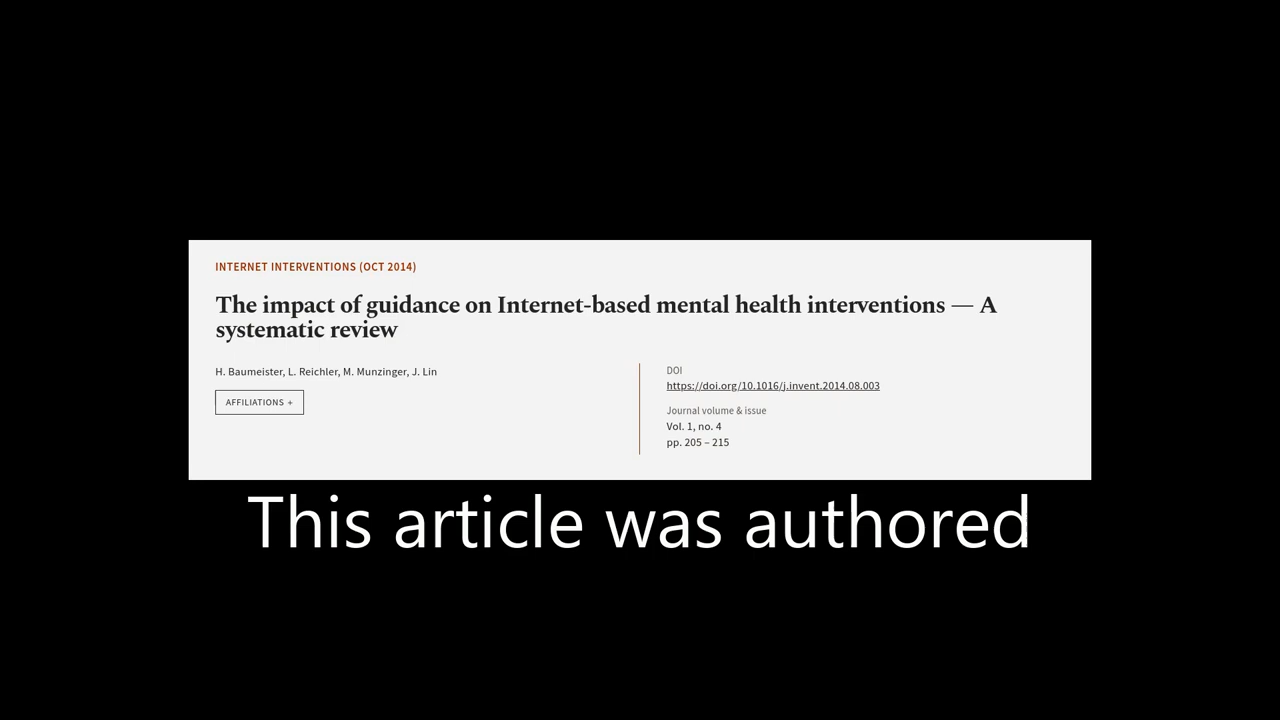 INTERNET INTERVENTIONS (OCT 2014)
The impact of guidance on Internet-based mental health interventions — A
systematic review
H. Baumeister, L. Reichler, M. Munzinger, J. Lin
AFFILIATIONS +
DOI
https://doi.org/10.1016/j.invent.2014.08.003
Journal volume & issue
Vol. 1, no. 4
pp. 205 – 215
This article was authored